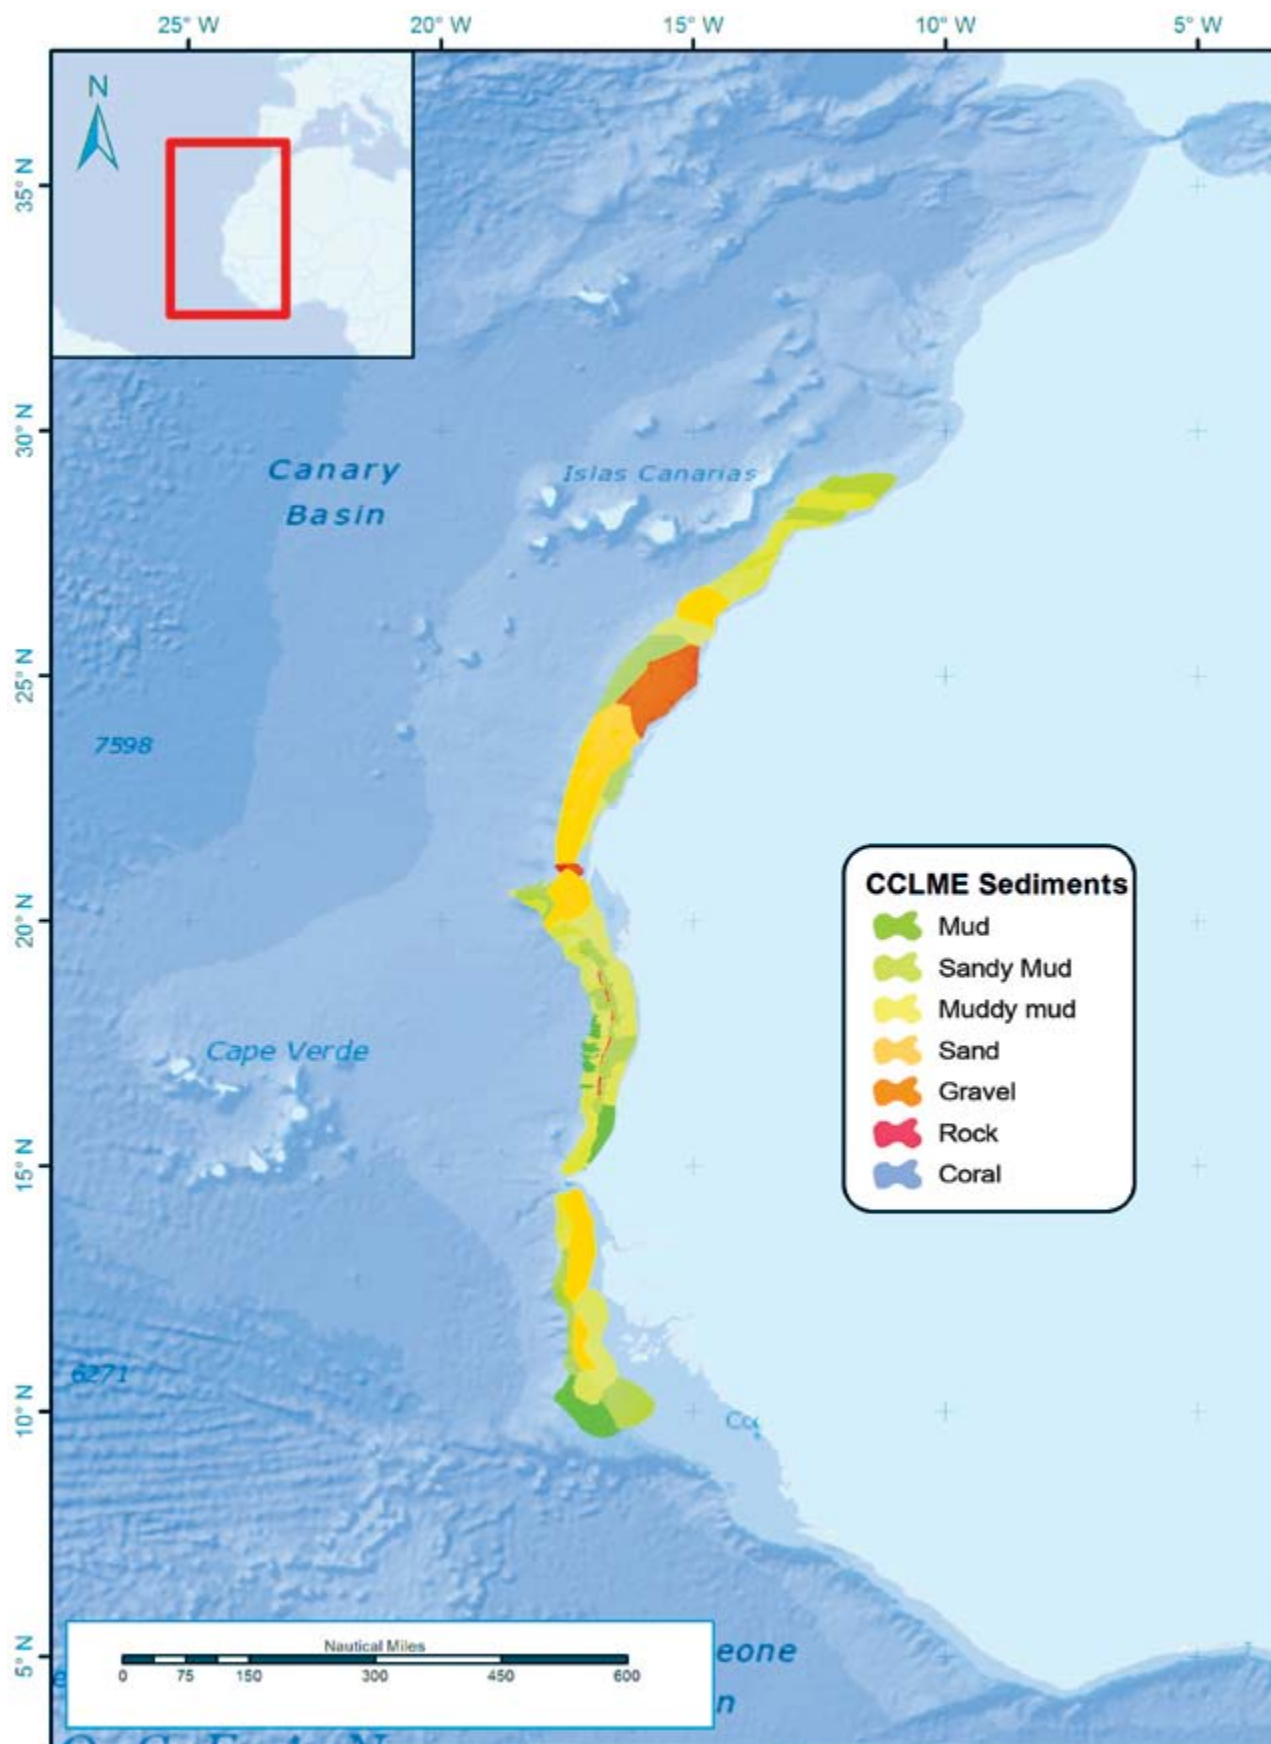 25° W 20° W 15° W 10° W 5° W
N
35° N
30° N
Canary
Basin
Islas Canarias
25° N
7598
CCLME Sediments
Mud
Sandy Mud
Muddy mud
Sand
Gravel
Rock
Coral
20° N
Cape Verde
15° N
6271
10° N
5° N
Nautical Miles
0 75 150 300 450 600
eone
n